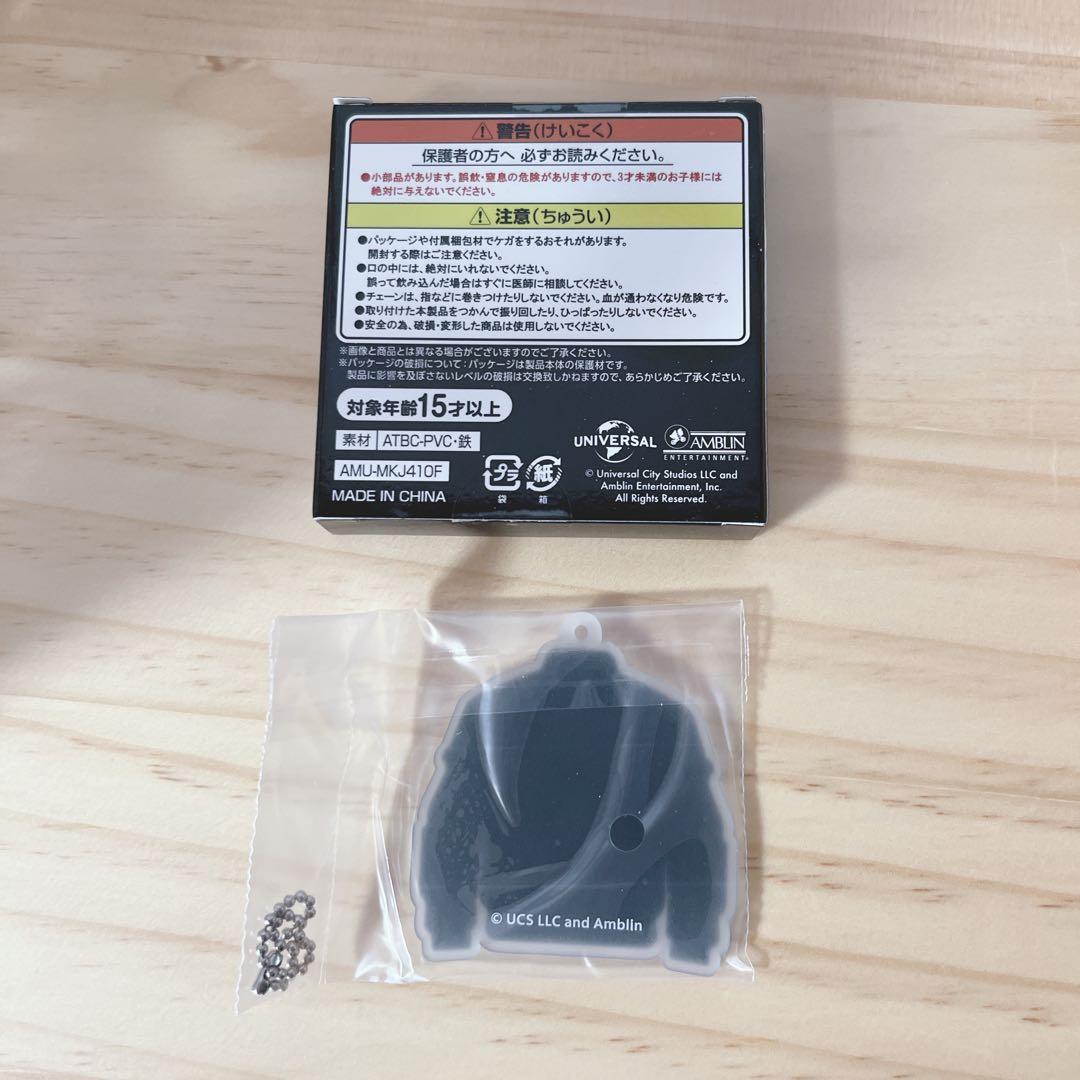 ⚠ 警告(けいこく)
保護者の方へ 必ずお読みください。
●小部品があります。誤飲・窒息の危険がありますので、3才未満のお子様には
絶対に与えないでください。
⚠ 注意(ちゅうい)
●パッケージや付属梱包材でケガをするおそれがあります。
開封する際はご注意ください。
●口の中には、絶対にいれないでください。
誤って飲み込んだ場合はすぐに医師に相談してください。
●チェーンは、指などに巻きつけたりしないでください。血が通わなくなり危険です。
●取り付けた本製品をつかんで振り回したり、ひっぱったりしないでください。
●安全の為、破損・変形した商品は使用しないでください。
※画像と商品とは異なる場合がございますのでご了承ください。
※パッケージの破損について:パッケージは製品本体の保護材です。
製品に影響を及ぼさないレベルの破損は交換致しかねますので、あらかじめご了承ください。
対象年齢15才以上
素材 ATBC-PVC・鉄
AMU-MKJ410F
MADE IN CHINA
プラ
袋
紙
箱
UNIVERSAL
AMBLIN
ENTERTAINMENT
© Universal City Studios LLC and
Amblin Entertainment, Inc.
All Rights Reserved.
© UCS LLC and Amblin